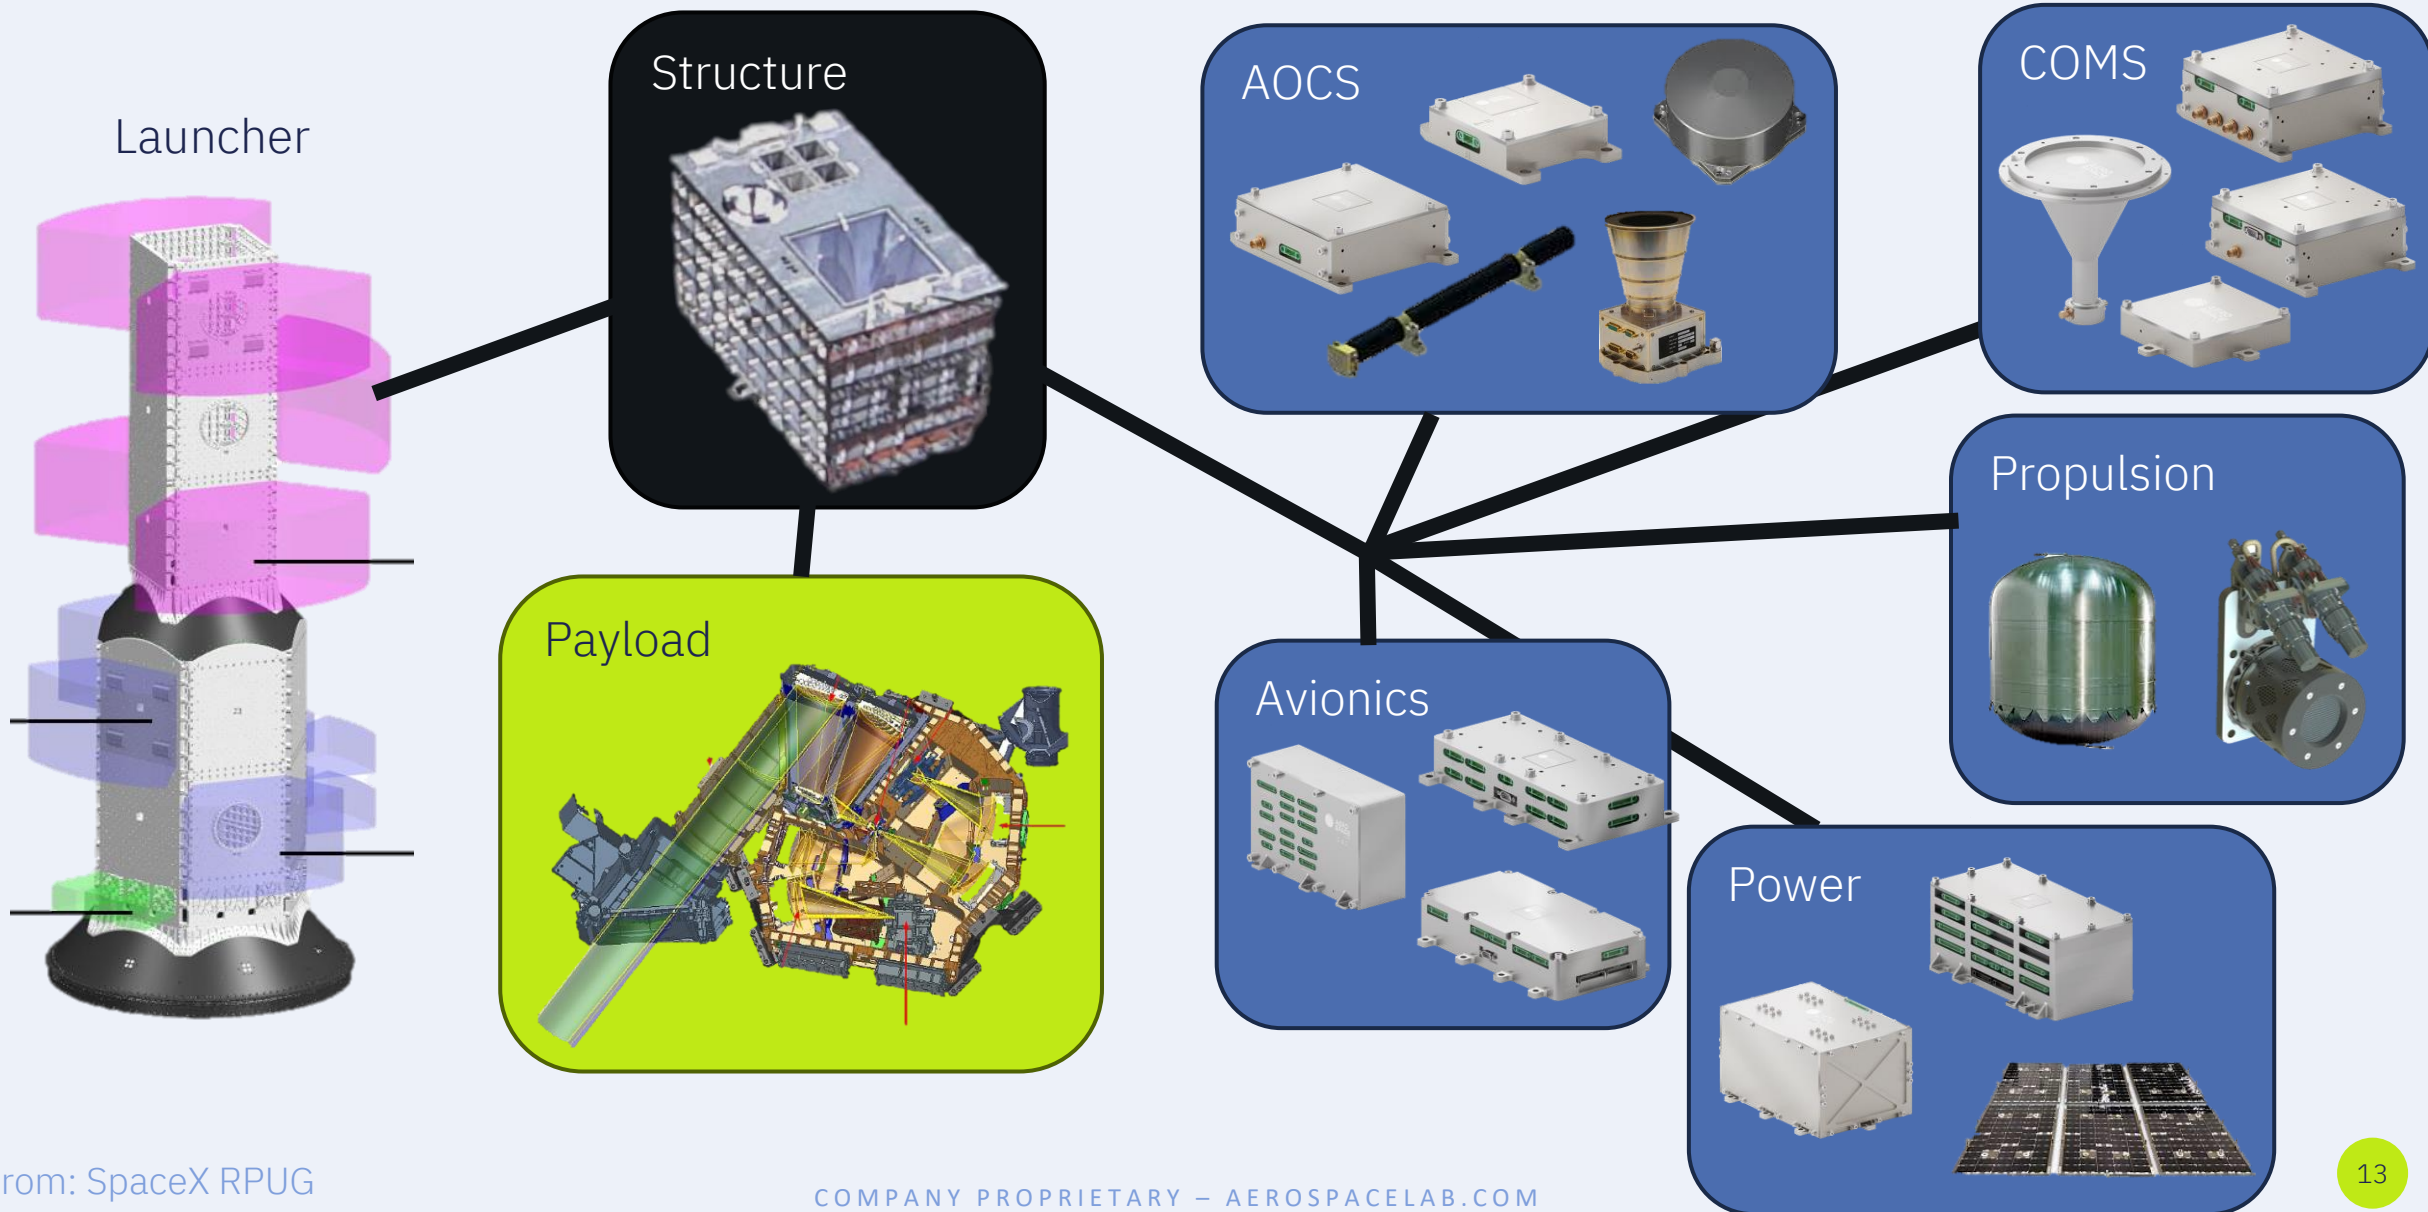 Launcher
Structure
AOCS
COMS
Propulsion
Payload
Avionics
Power
rom: SpaceX RPUG
COMPANY PROPRIETARY – AEROSPACELAB.COM
13